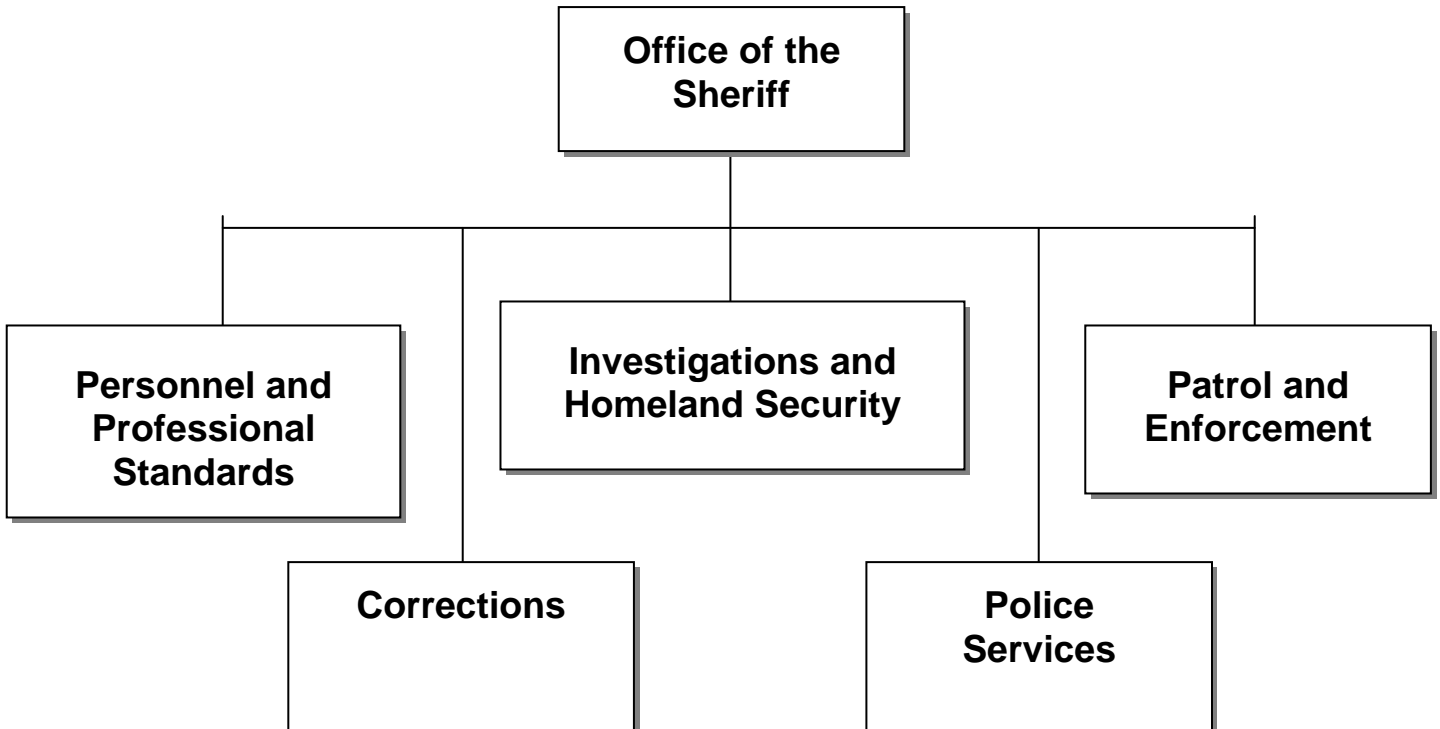 Office of the
Sheriff
Personnel and
Professional
Standards
Investigations and
Homeland Security
Patrol and
Enforcement
Corrections
Police
Services